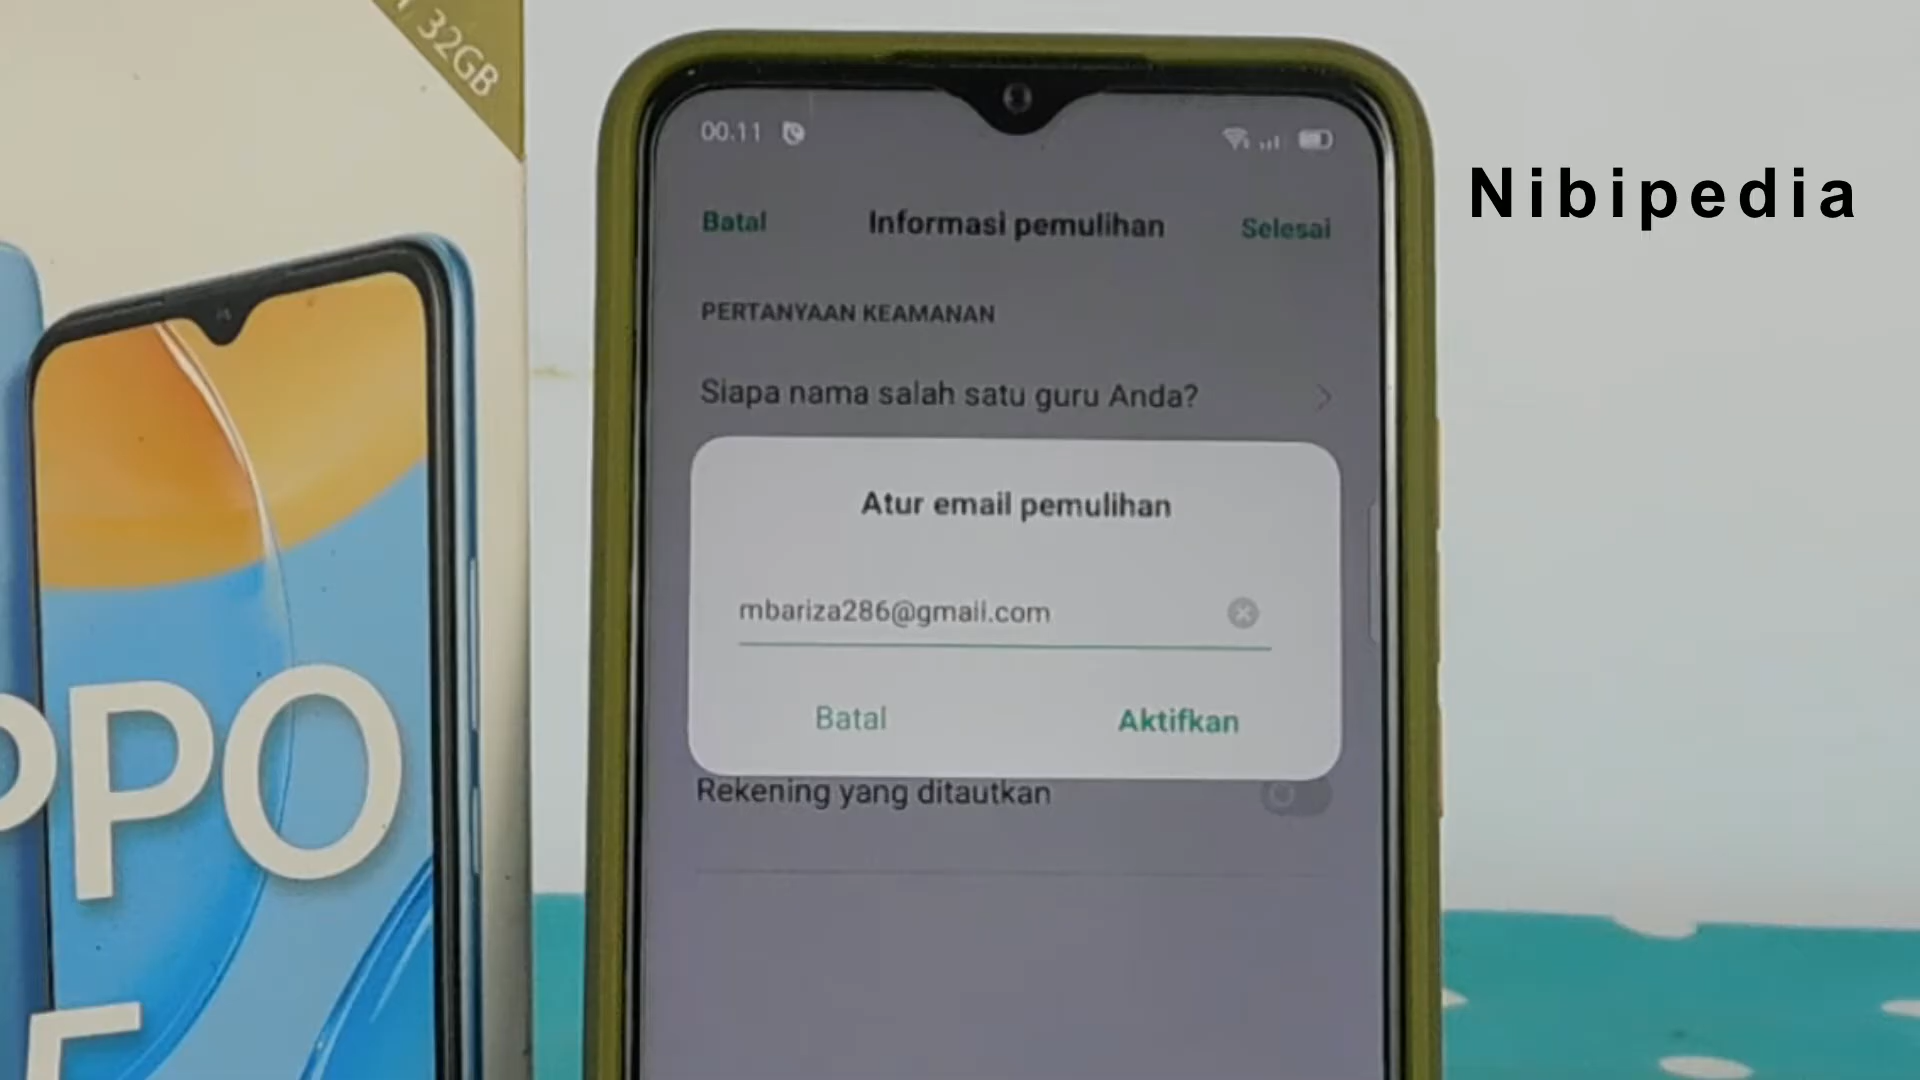 32GB
00.11
Nibipedia
Batal
Informasi pemulihan
Selesai
PERTANYAAN KEAMANAN
Siapa nama salah satu guru Anda?
Atur email pemulihan
mbariza286@gmail.com
Batal
Aktifkan
Rekening yang ditautkan
PPO